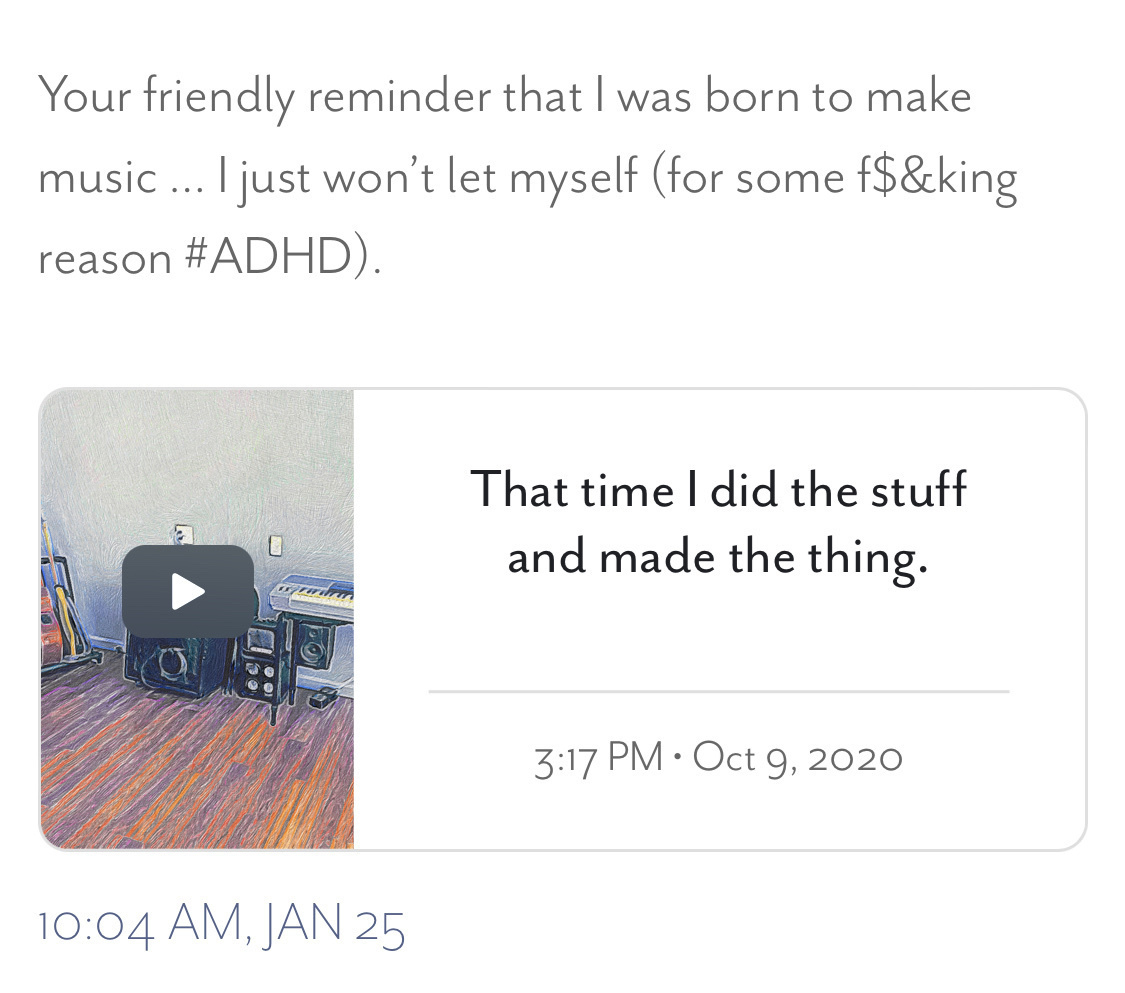 Your friendly reminder that I was born to make
music ... I just won’t let myself (for some f$&king
reason #ADHD).
That time I did the stuff
and made the thing.
3:17 PM • Oct 9, 2020
10:04 AM, JAN 25